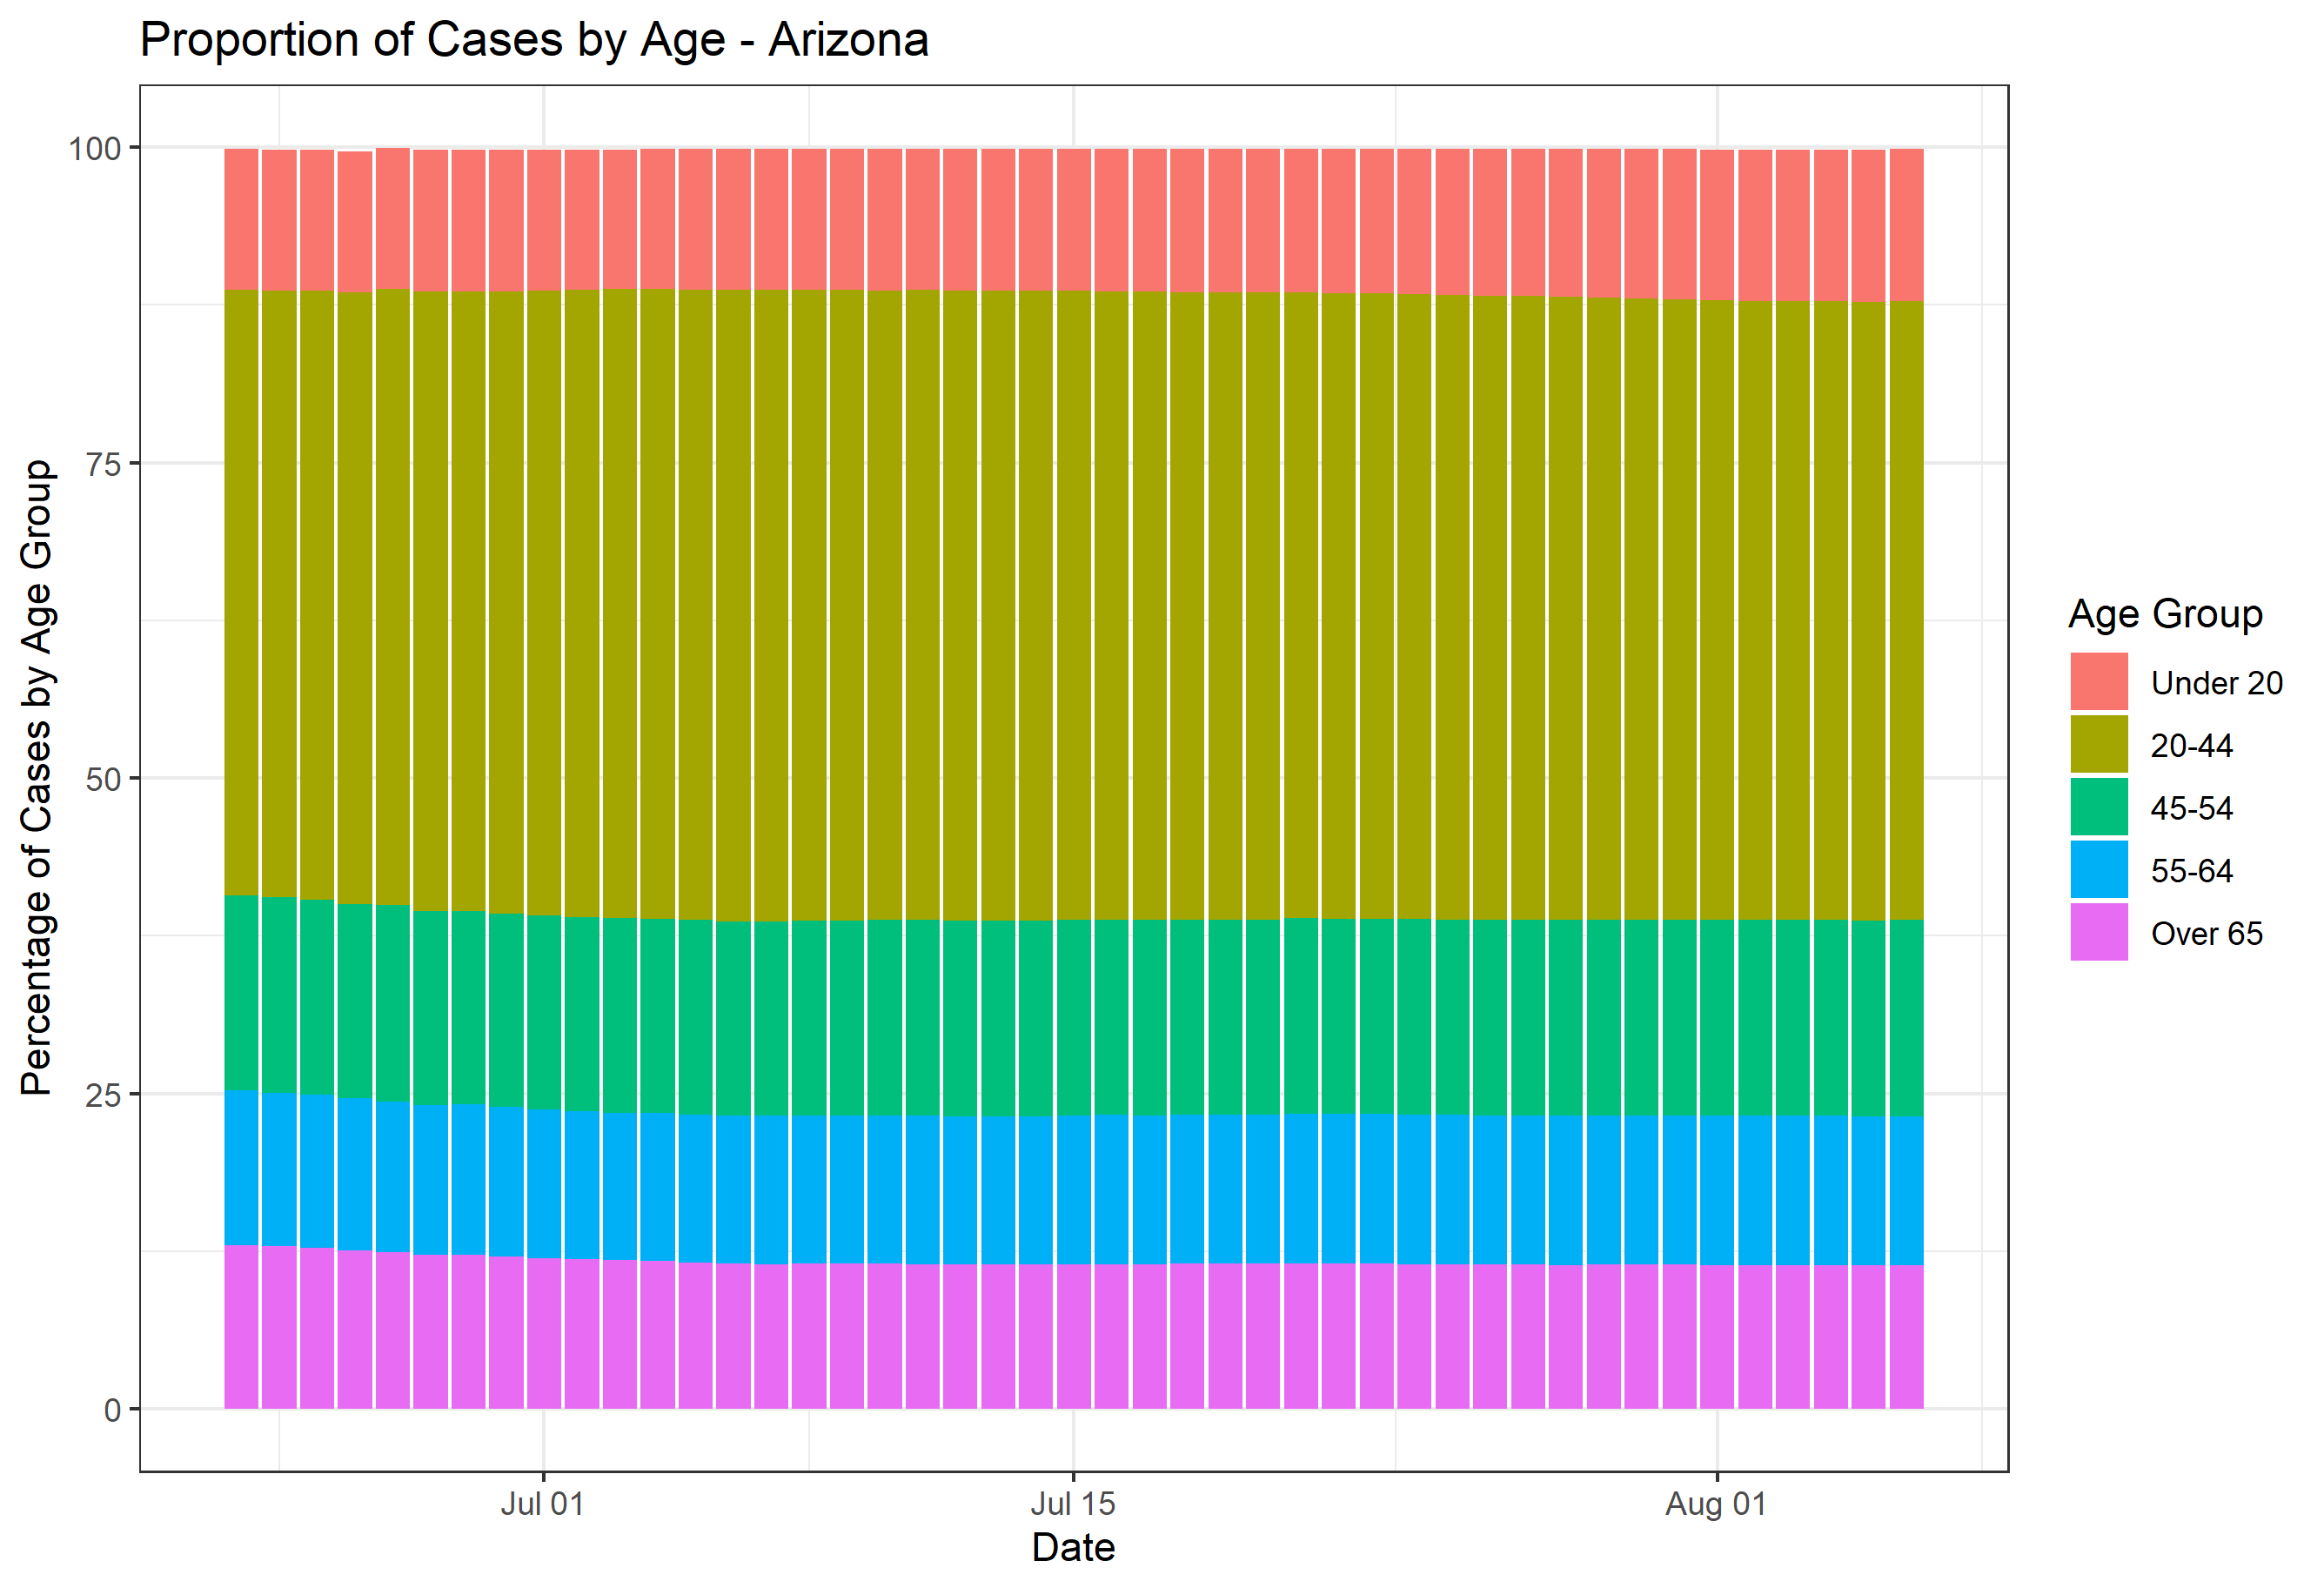 Proportion of Cases by Age - Arizona
Percentage of Cases by Age Group
100
75
50
25
0
Jul 01
Jul 15
Aug 01
Date
Age Group
Under 20
20-44
45-54
55-64
Over 65